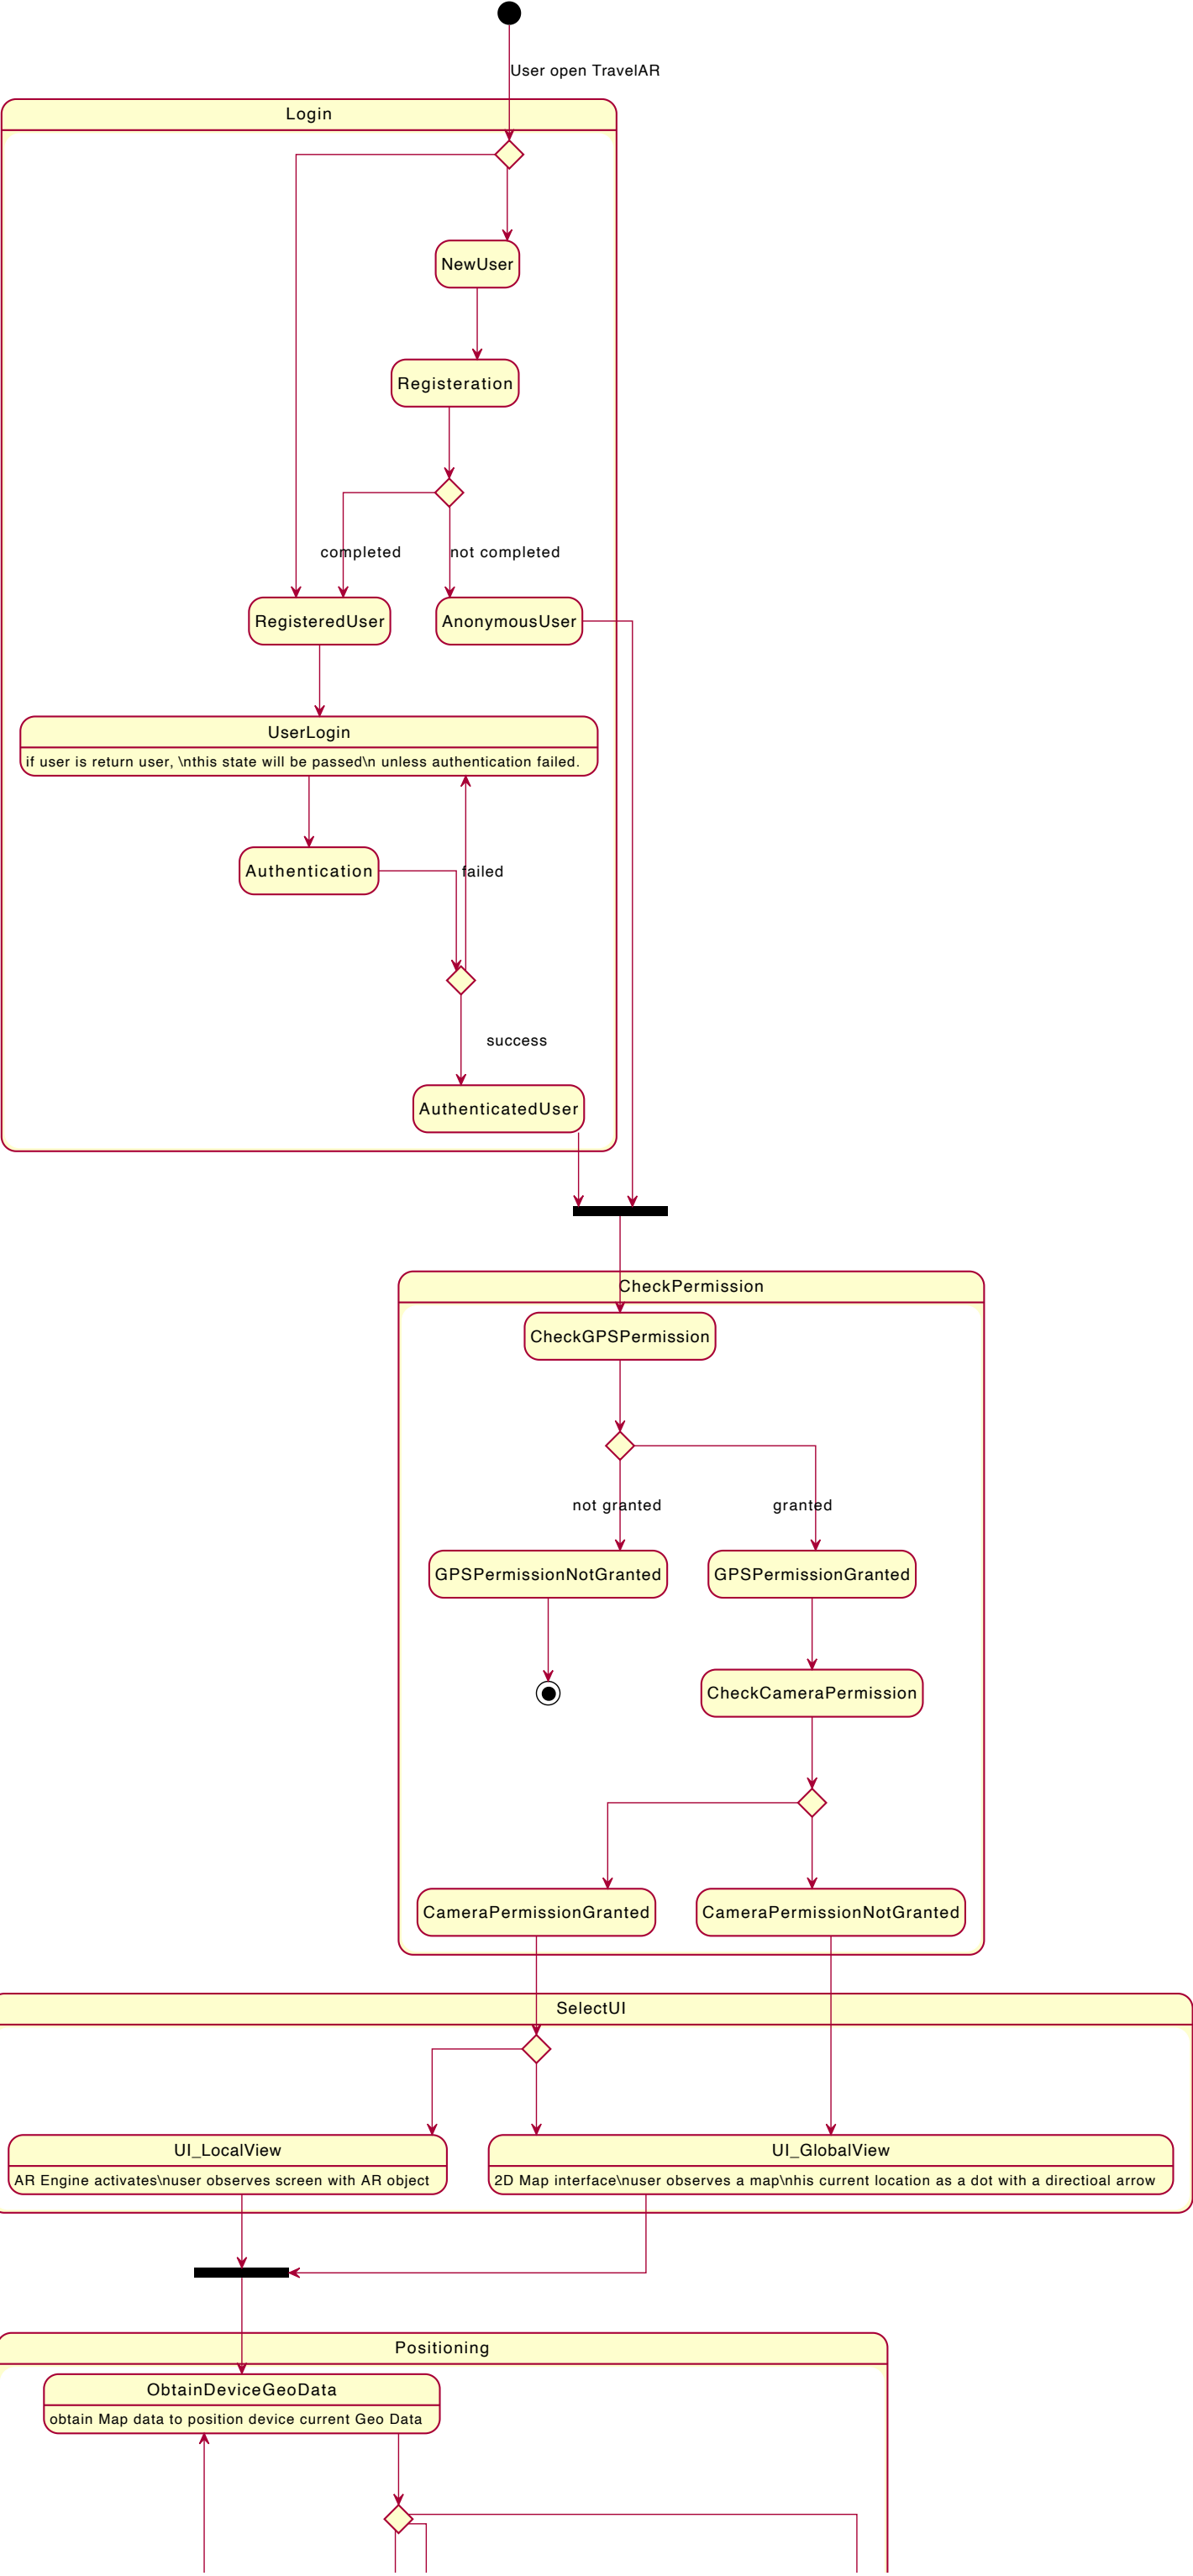 User open TravelAR
Login
NewUser
Registeration
completed
not completed
RegisteredUser
AnonymousUser
UserLogin
if user is return user, \nthis state will be passed\n unless authentication failed.
Authentication
failed
success
AuthenticatedUser
CheckPermission
CheckGPSPermission
not granted
granted
GPSPermissionNotGranted
GPSPermissionGranted
CheckCameraPermission
CameraPermissionGranted
CameraPermissionNotGranted
SelectUI
UI_LocalView
AR Engine activates\nuser observes screen with AR object
UI_GlobalView
2D Map interface\nuser observes a map\nhis current location as a dot with a directioal arrow
Positioning
ObtainDeviceGeoData
obtain Map data to position device current Geo Data